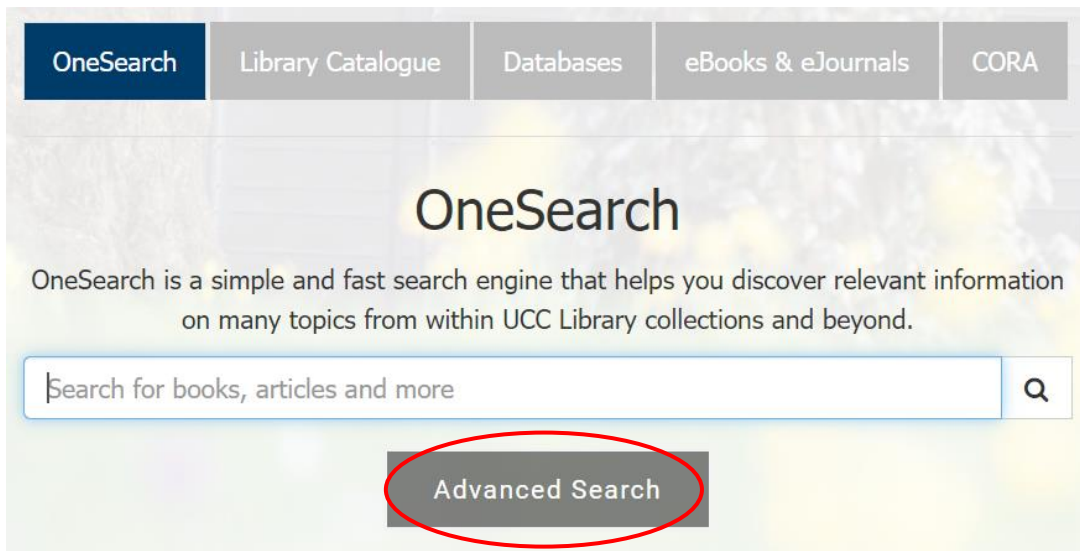 OneSearch Library Catalogue Databases eBooks & eJournals CORA
OneSearch
OneSearch is a simple and fast search engine that helps you discover relevant information
on many topics from within UCC Library collections and beyond.
Search for books, articles and more
Advanced Search